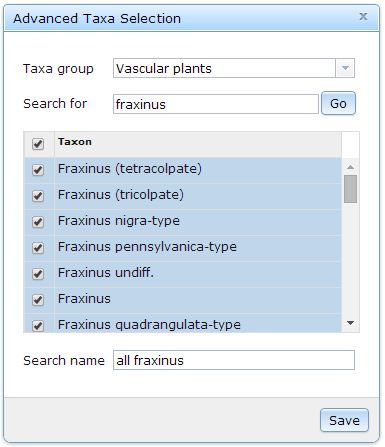 Advanced Taxa Selection x
Taxa group Vascular plants
Search for fraxinus Go
Taxon
Fraxinus (tetracolpate)
Fraxinus (tricolpate)
Fraxinus nigra-type
Fraxinus pennsylvanica-type
Fraxinus undiff.
Fraxinus
Fraxinus quadrangulata-type
Search name all fraxinus
Save